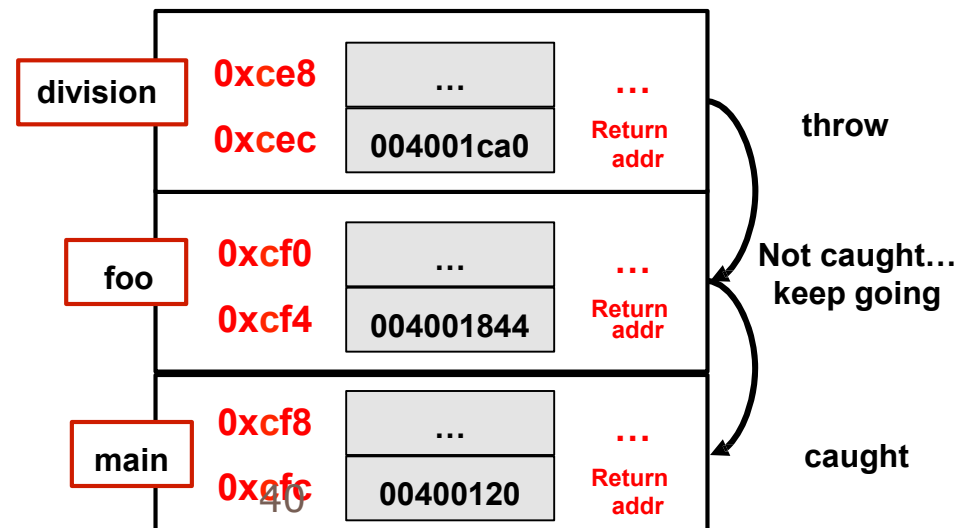 division
0xce8
…
…
0xcec
004001ca0
Return
addr
throw
foo
0xcf0
…
…
0xcf4
004001844
Return
addr
Not caught…
keep going
main
0xcf8
…
…
0xcfc
00400120
Return
addr
caught
40